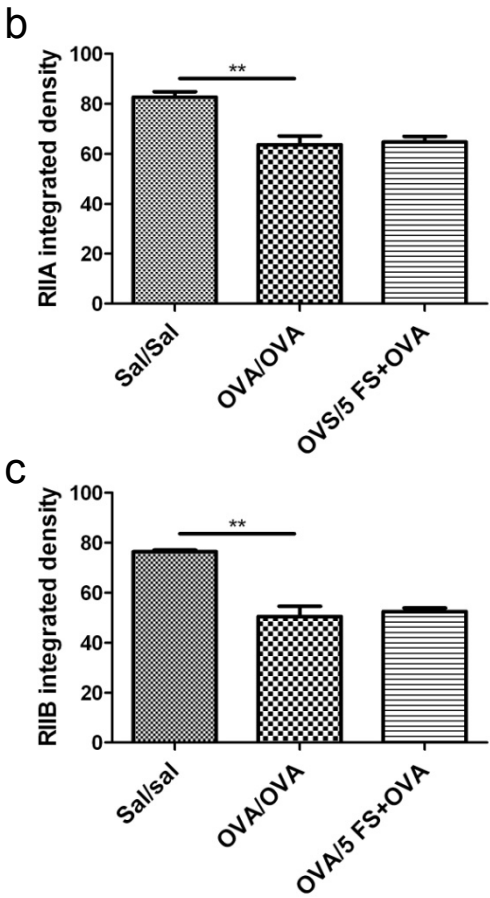 b
RIIA integrated density
100
80
60
40
20
0
**
Sal/Sal
OVA/OVA
OVS/5 FS+OVA
c
RIIB integrated density
100
80
60
40
20
0
**
Sal/sal
OVA/OVA
OVA/5 FS+OVA